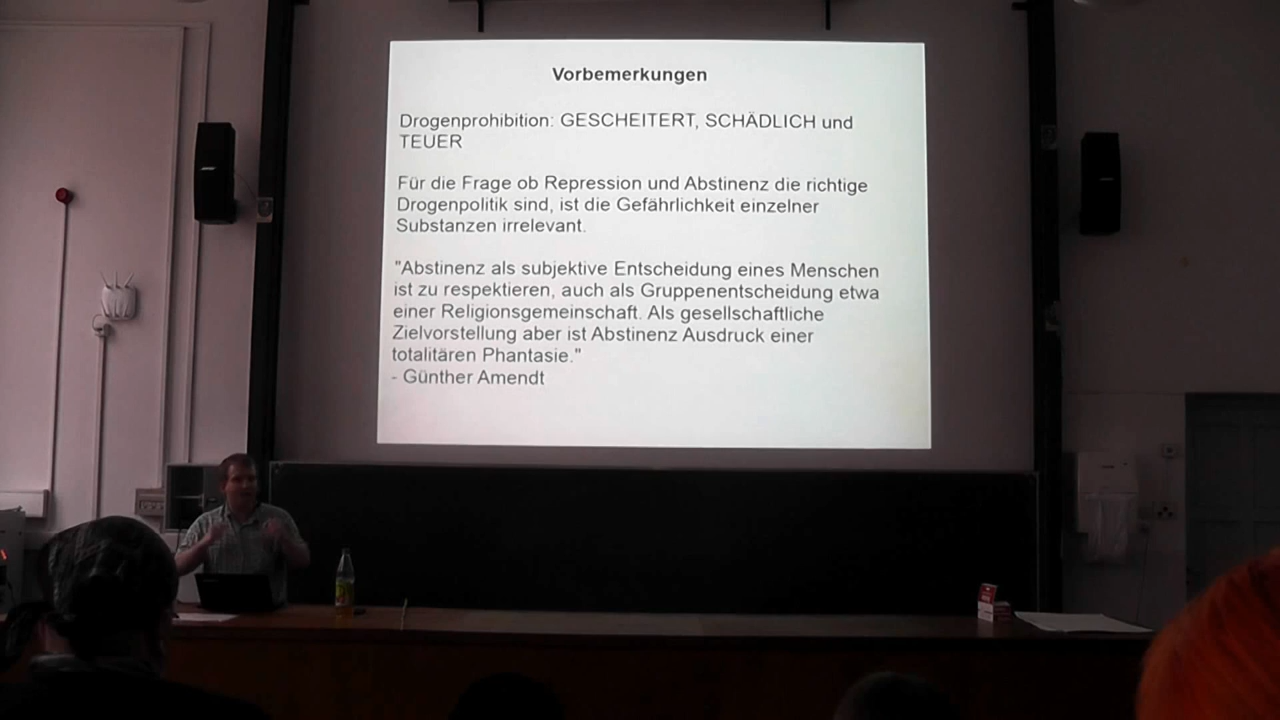 Vorbemerkungen
Drogenprohibition: GESCHEITERT, SCHÄDLICH und
TEUER
Für die Frage ob Repression und Abstinenz die richtige
Drogenpolitik sind, ist die Gefährlichkeit einzelner
Substanzen irrelevant.
"Abstinenz als subjektive Entscheidung eines Menschen
ist zu respektieren, auch als Gruppenentscheidung etwa
einer Religionsgemeinschaft. Als gesellschaftliche
Zielvorstellung aber ist Abstinenz Ausdruck einer
totalitären Phantasie."
- Günther Amendt